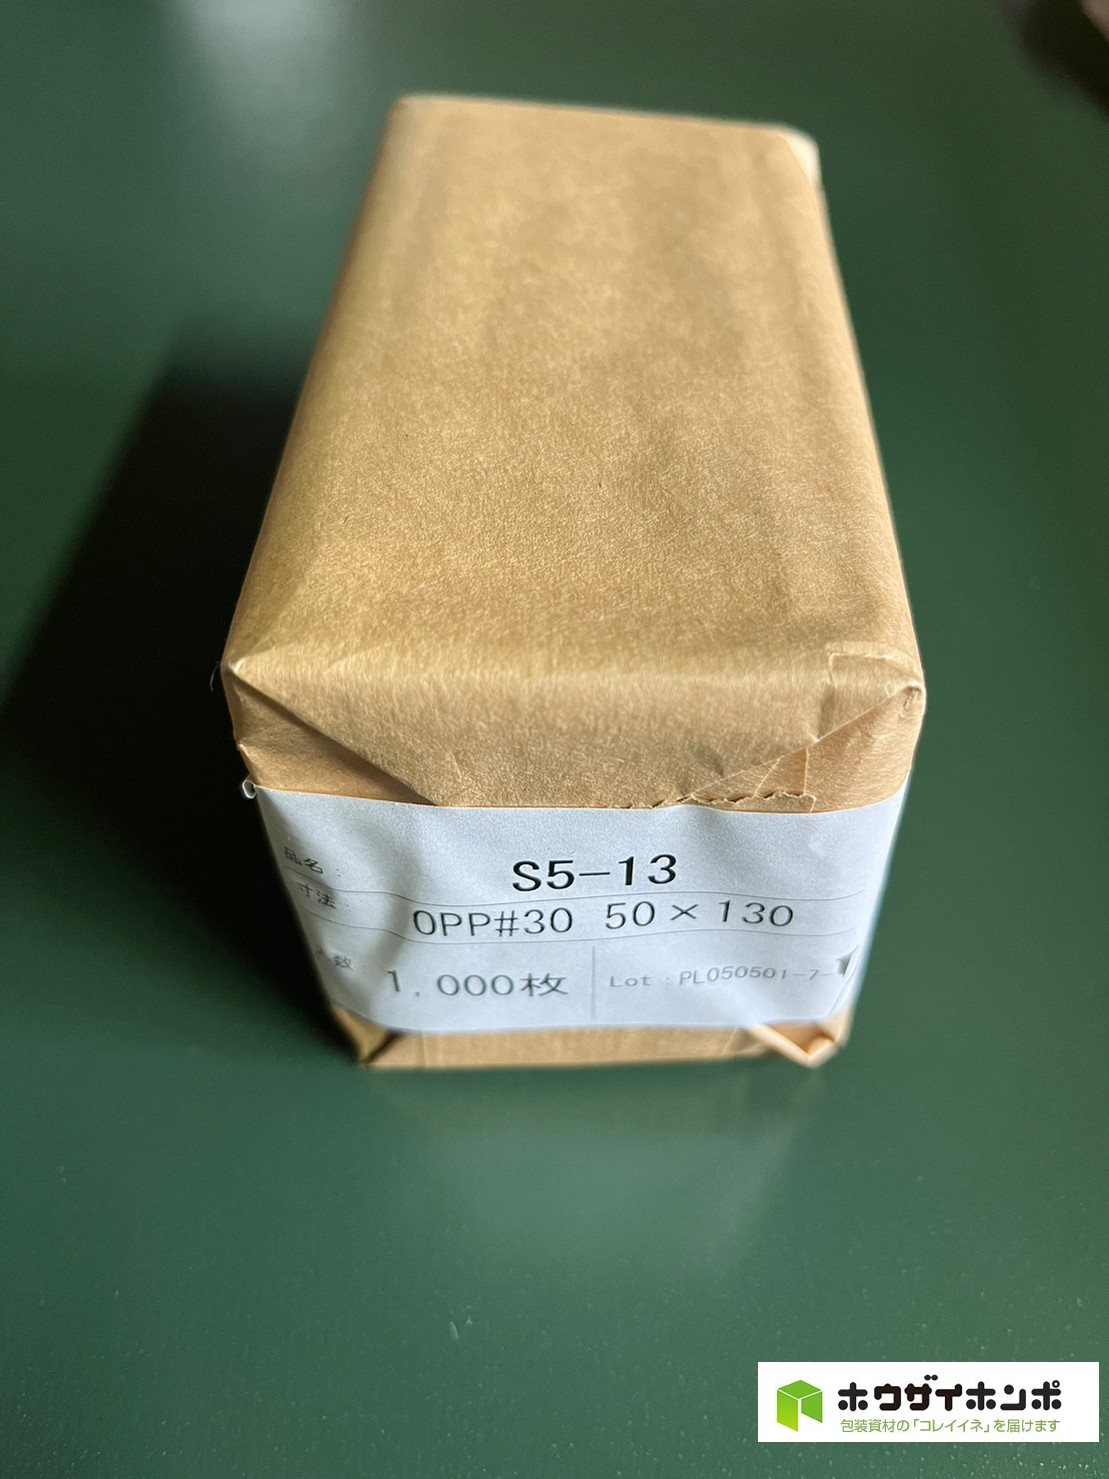 品名:
S5-13
寸法:
OPP#30 50×130
入数:
1,000枚
Lot:PL050501-7-
ホウザイホンポ
包装資材の「コレイイネ」を届けます